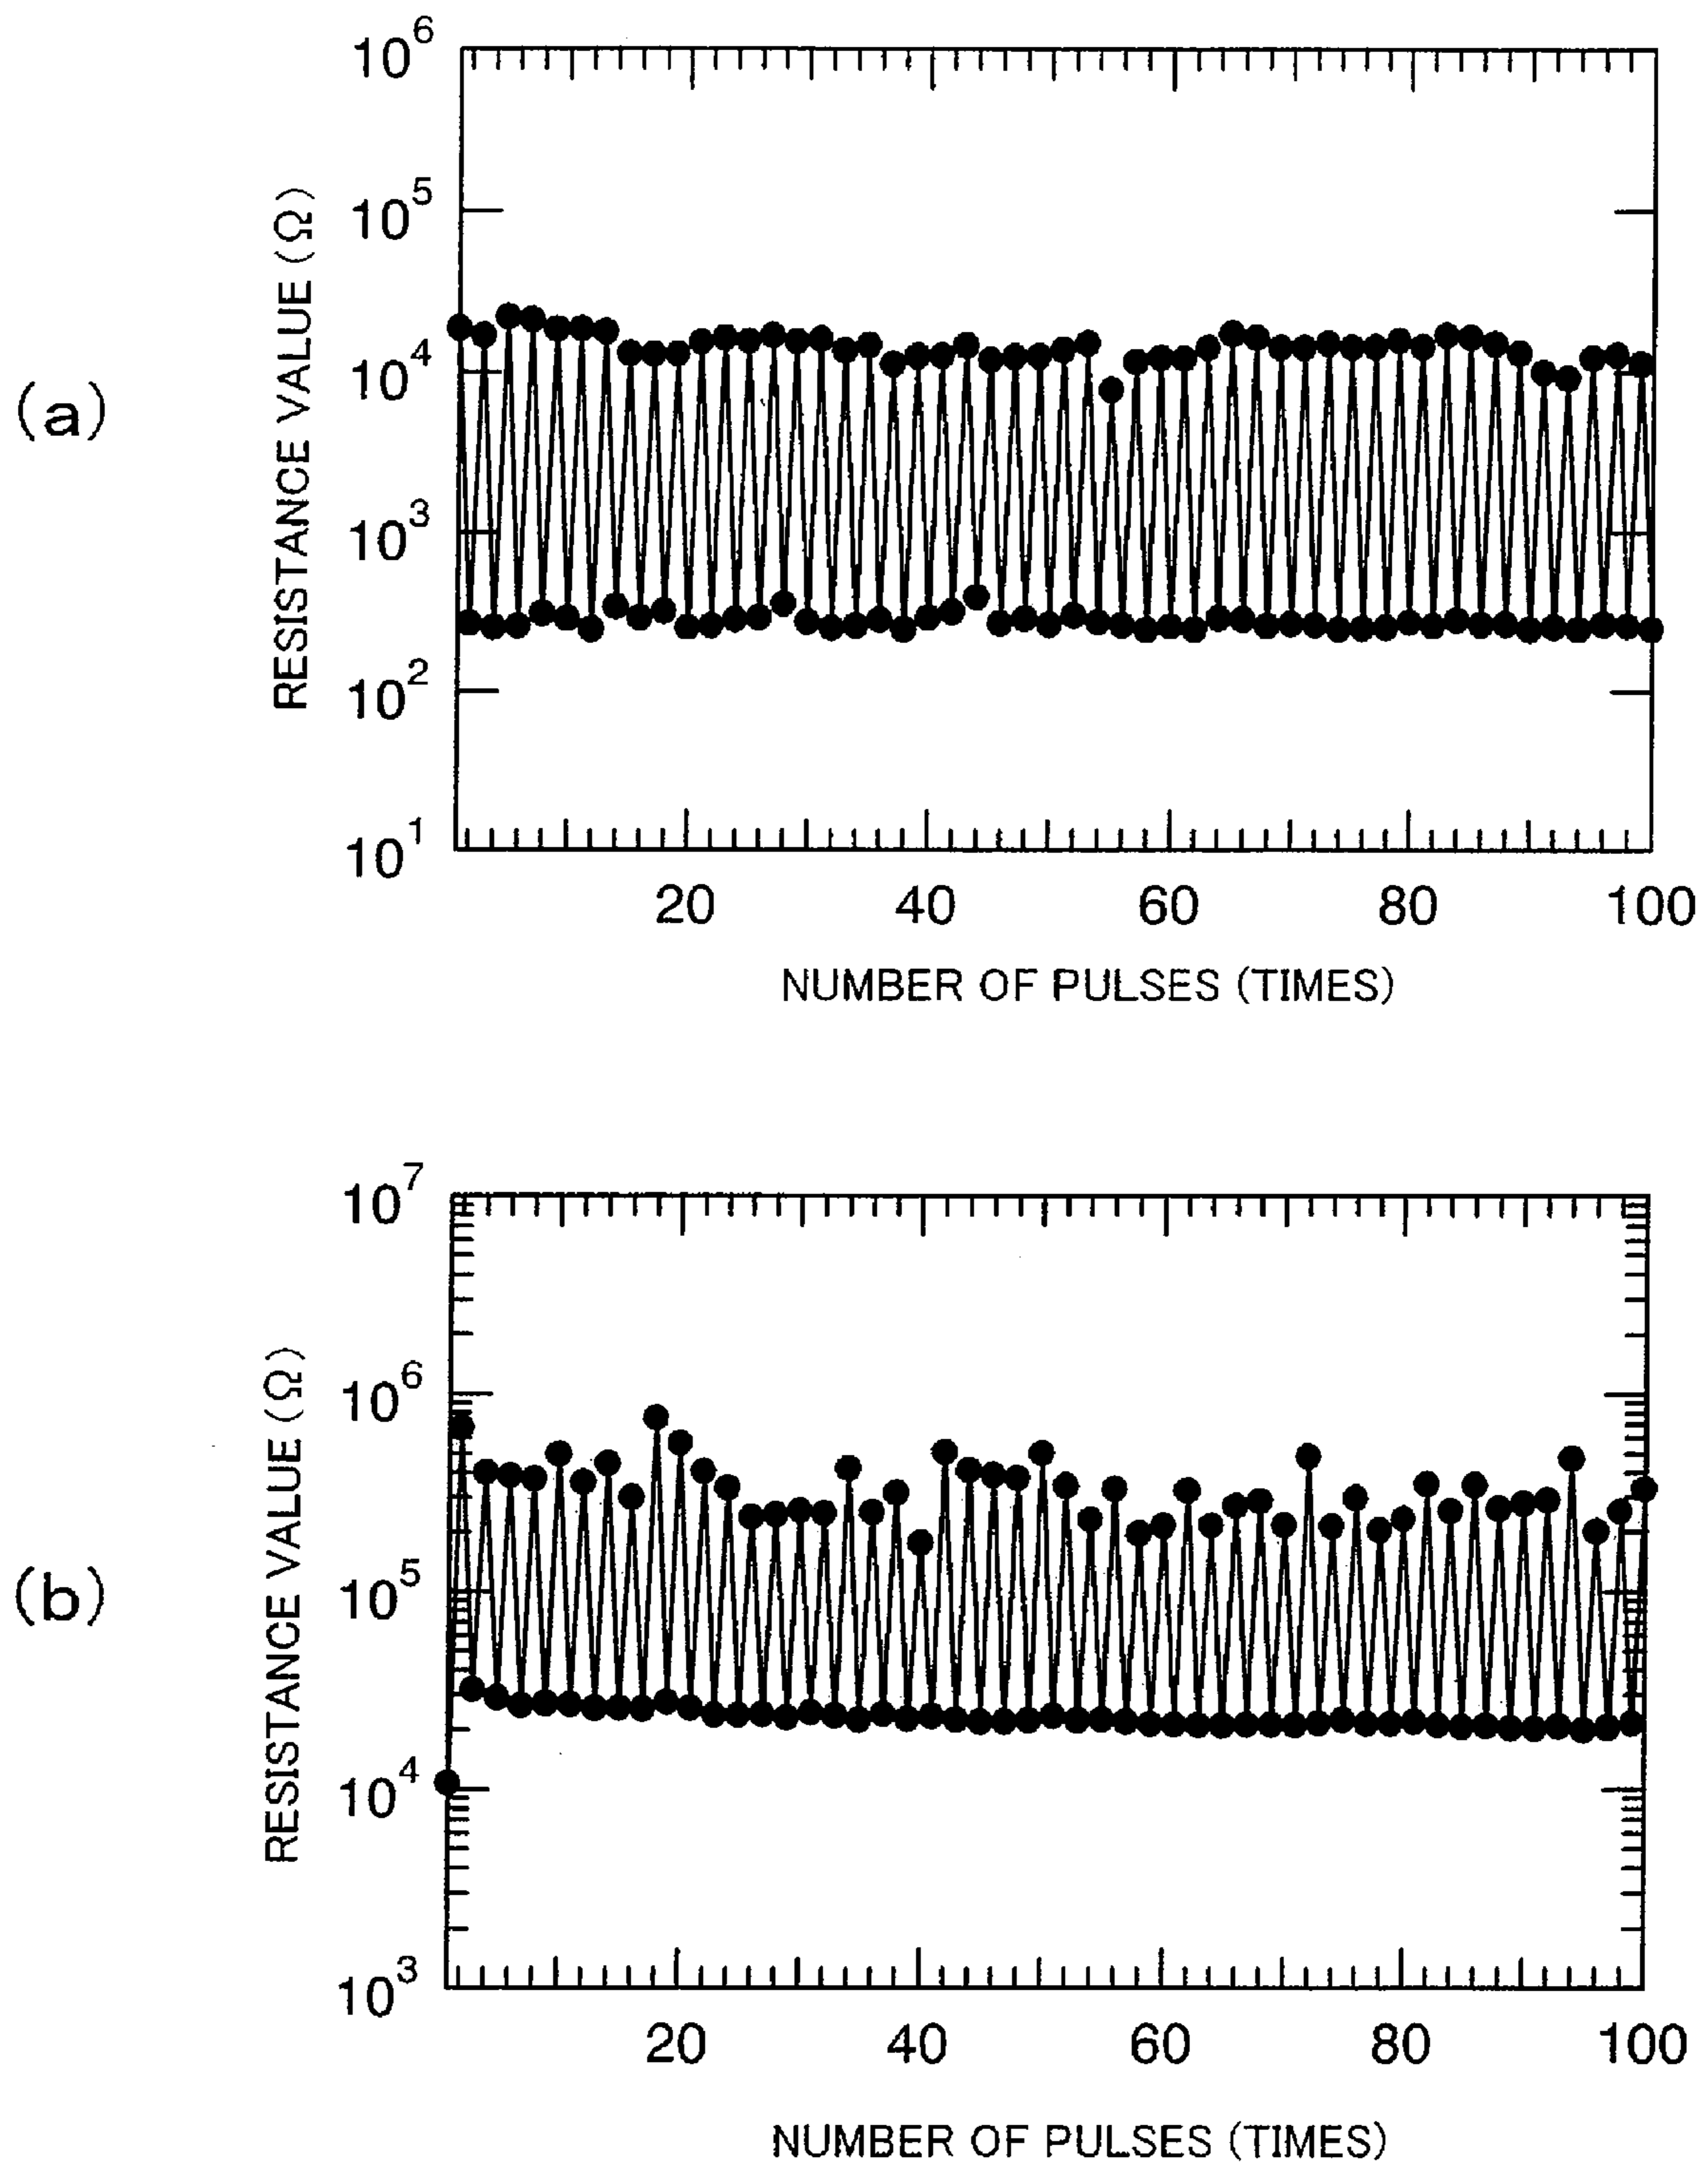 (a)
RESISTANCE VALUE (Ω)
10^6
10^5
10^4
10^3
10^2
10^1
20 40 60 80 100
NUMBER OF PULSES (TIMES)
(b)
RESISTANCE VALUE (Ω)
10^7
10^6
10^5
10^4
10^3
20 40 60 80 100
NUMBER OF PULSES (TIMES)